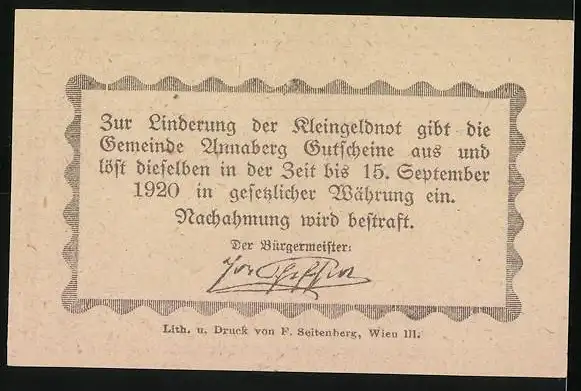 Zur Linderung der Kleingeldnot gibt die
Gemeinde Annaberg Gutscheine aus und
löst dieselben in der Zeit bis 15. September
1920 in gesetzlicher Währung ein.
Nachahmung wird bestraft.
Der Bürgermeister:
Lith. u. Druck von F. Seitenberg, Wien III.